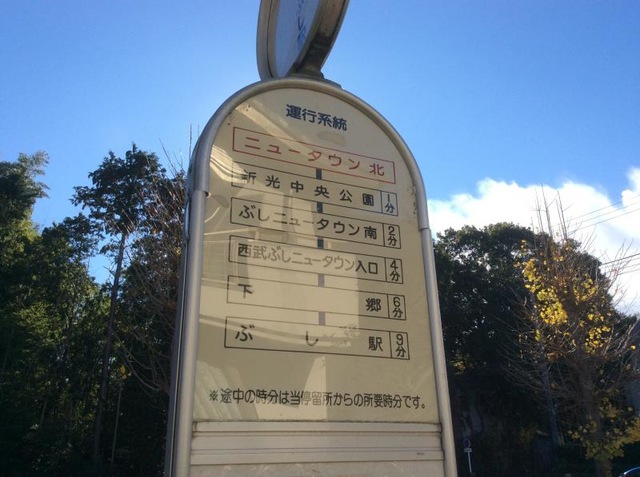 運行系統
ニュータウン北
新光中央公園 1分
ぶしニュータウン南 2分
西武ぶしニュータウン入口 4分
下郷 6分
ぶし駅 9分
※途中の時分は当停留所からの所要時分です。